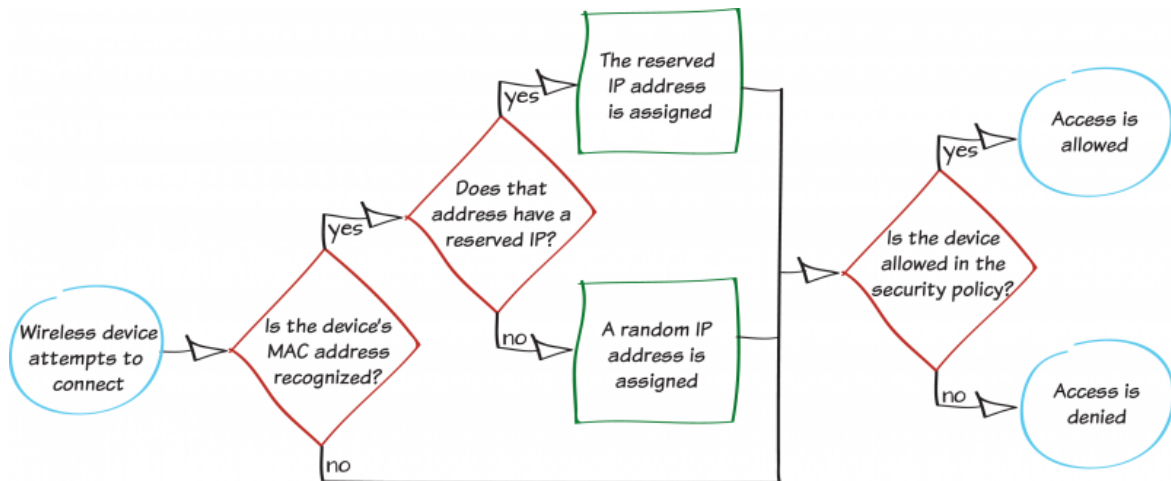 Wireless device
attempts to
connect
Is the device's
MAC address
recognized?
yes
no
Does that
address have a
reserved IP?
yes
no
The reserved
IP address
is assigned
A random IP
address is
assigned
Is the device
allowed in the
security policy?
yes
no
Access is
allowed
Access is
denied